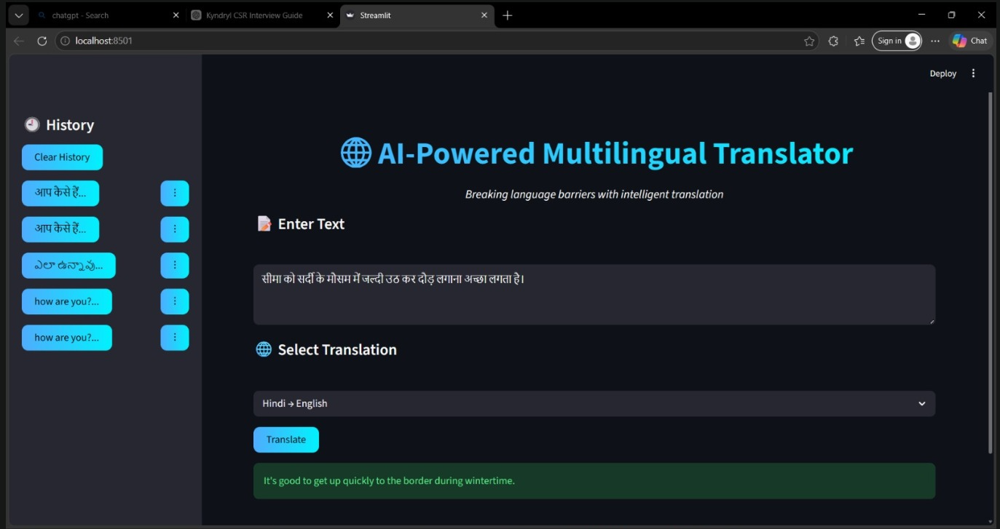 chatgpt - Search
Kyndryl CSR Interview Guide
Streamlit
localhost:8501
Sign in
Chat
Deploy
History
Clear History
आप कैसे हैं...
आप कैसे हैं...
ఎలా ఉన్నావు...
how are you?...
how are you?...
AI-Powered Multilingual Translator
Breaking language barriers with intelligent translation
Enter Text
सीमा को सर्दी के मौसम में जल्दी उठ कर दौड़ लगाना अच्छा लगता है।
Select Translation
Hindi → English
Translate
It's good to get up quickly to the border during wintertime.